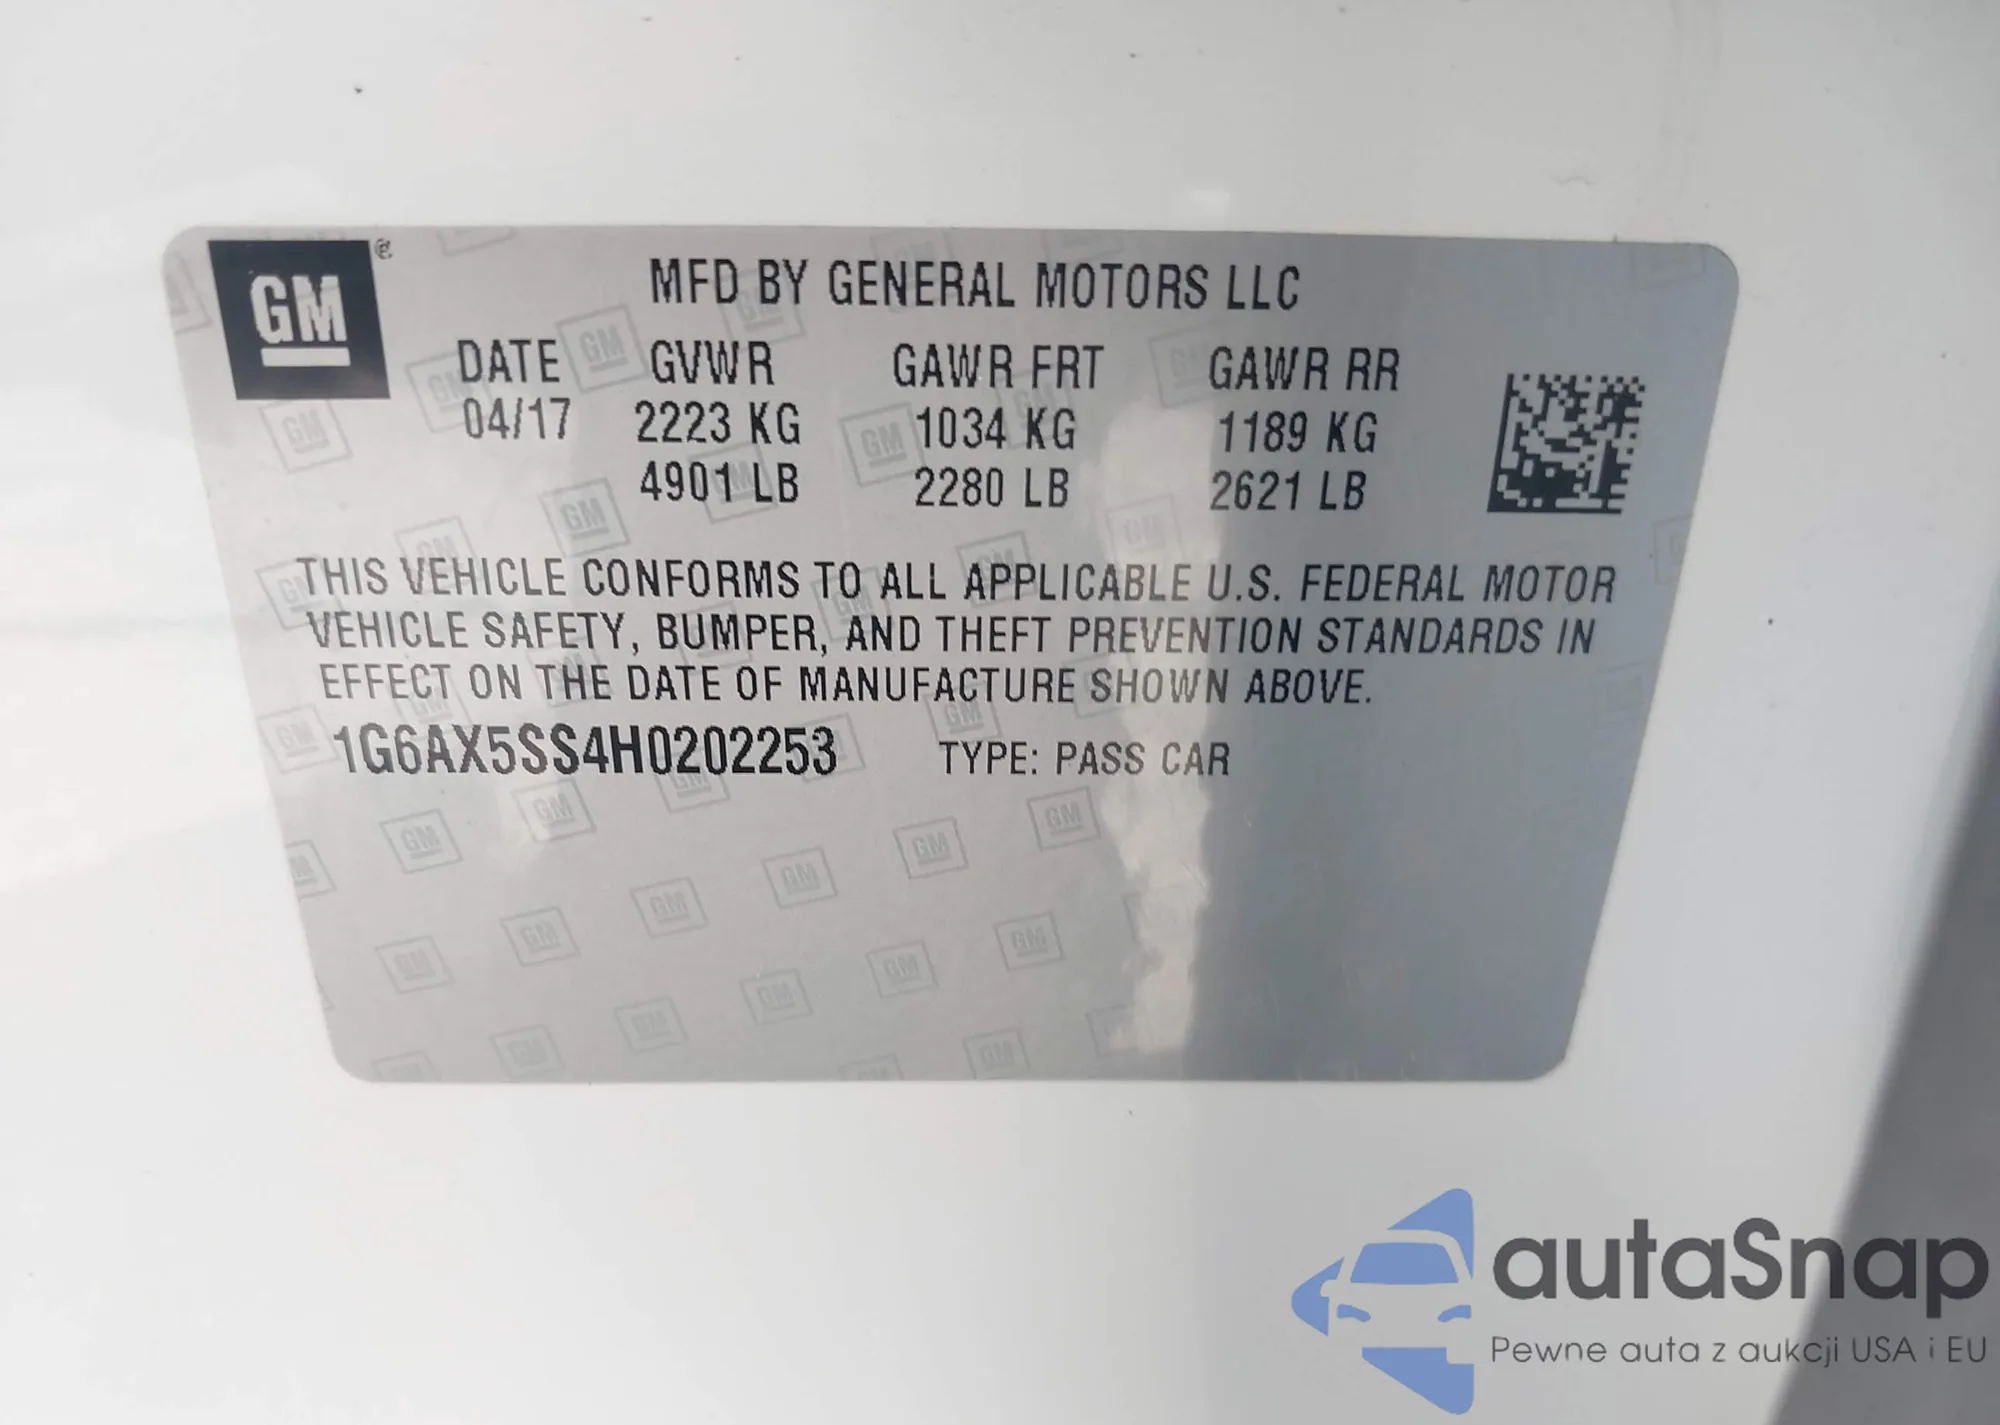 GM
MFD BY GENERAL MOTORS LLC
DATE GVWR GAWR FRT GAWR RR
04/17 2223 KG 1034 KG 1189 KG
4901 LB 2280 LB 2621 LB
THIS VEHICLE CONFORMS TO ALL APPLICABLE U.S. FEDERAL MOTOR
VEHICLE SAFETY, BUMPER, AND THEFT PREVENTION STANDARDS IN
EFFECT ON THE DATE OF MANUFACTURE SHOWN ABOVE.
1G6AX5SS4H0202253 TYPE: PASS CAR
autaSnap
Pewne auta z aukcji USA i EU